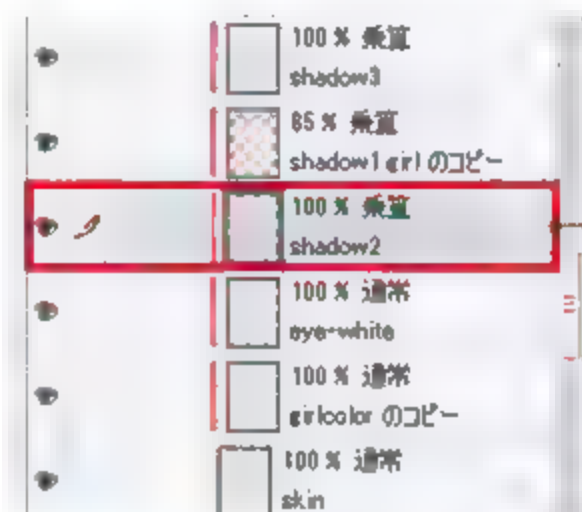 100 % 乗算
shadow3
85 % 乗算
shadow1 girl のコピー
100 % 乗算
shadow2
100 % 通常
eye-white
100 % 通常
girlcolor のコピー
100 % 通常
skin